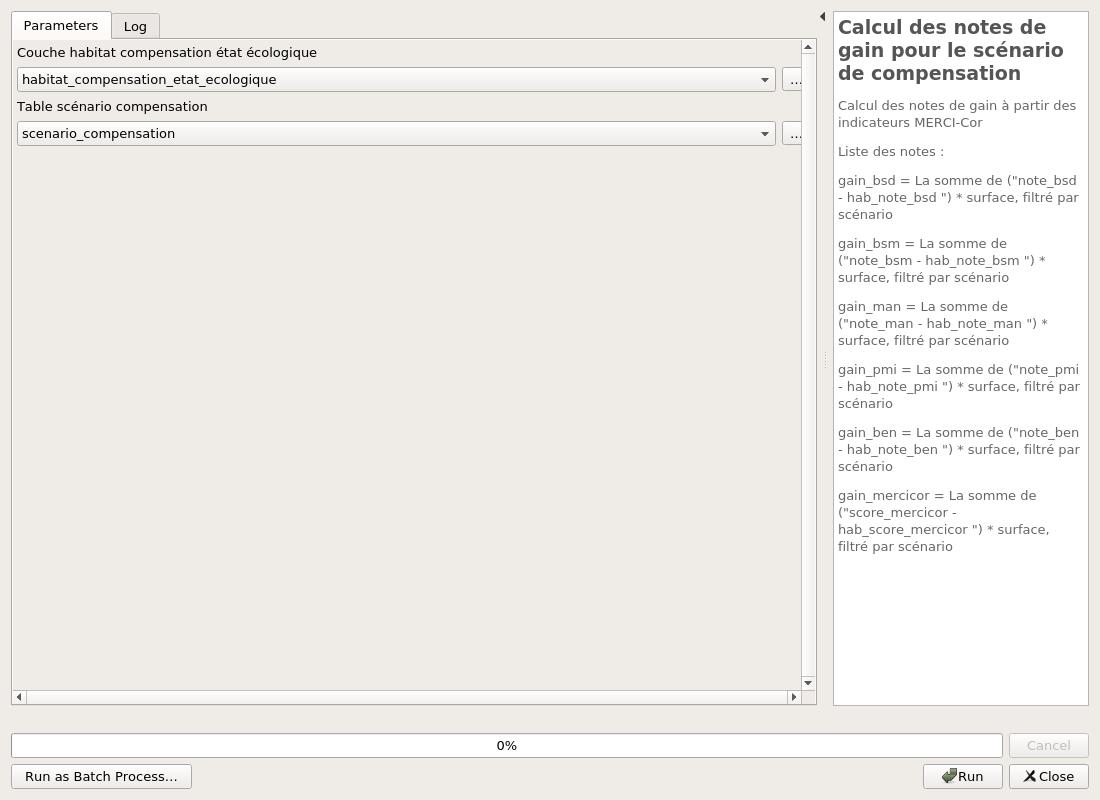 Parameters
Log
Couche habitat compensation état écologique
habitat_compensation_etat_ecologique
...
Table scénario compensation
scenario_compensation
...
Calcul des notes de
gain pour le scénario
de compensation
Calcul des notes de gain à partir des
indicateurs MERCI-Cor
Liste des notes :
gain_bsd = La somme de ("note_bsd
- hab_note_bsd ") * surface, filtré par
scénario
gain_bsm = La somme de
("note_bsm - hab_note_bsm ") *
surface, filtré par scénario
gain_man = La somme de
("note_man - hab_note_man ") *
surface, filtré par scénario
gain_pmi = La somme de ("note_pmi
- hab_note_pmi ") * surface, filtré par
scénario
gain_ben = La somme de ("note_ben
- hab_note_ben ") * surface, filtré par
scénario
gain_mercicor = La somme de
("score_mercicor -
hab_score_mercicor ") * surface,
filtré par scénario
0%
Cancel
Run as Batch Process...
Run
Close